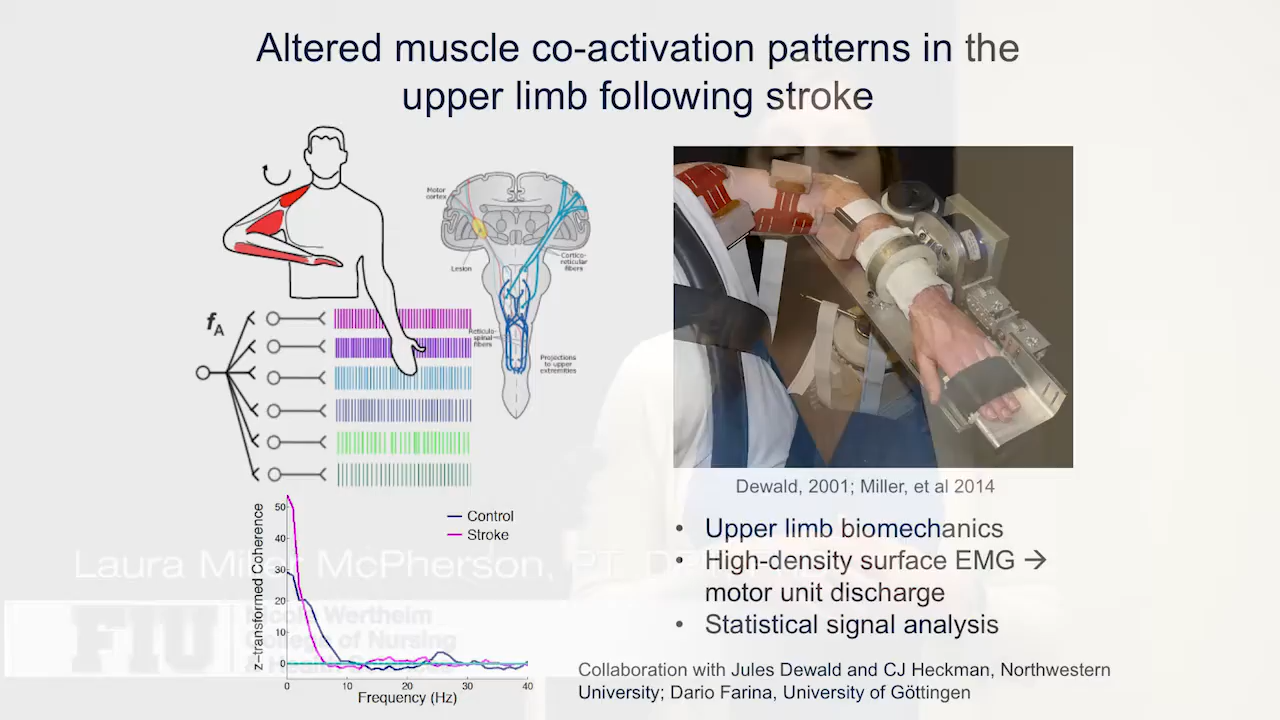 Altered muscle co-activation patterns in the
upper limb following stroke
Motor
cortex
Lesion
Cortico-
reticular
fibers
Reticulo-
spinal
fibers
Projections
to upper
extremities
fA
z-transformed Coherence
50
40
30
20
10
0
Control
Stroke
0 10 20 30 40
Frequency (Hz)
Dewald, 2001; Miller, et al 2014
• Upper limb biomechanics
• High-density surface EMG →
motor unit discharge
• Statistical signal analysis
Collaboration with Jules Dewald and CJ Heckman, Northwestern
University; Dario Farina, University of Göttingen
Laura Miller McPherson, PT, DPT
FIU
Nicole Wertheim
College of Nursing